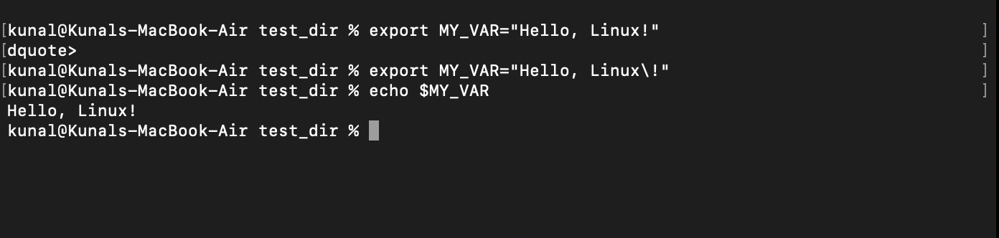 [kunal@Kunals-MacBook-Air test_dir % export MY_VAR="Hello, Linux!" ]
[dquote> ]
[kunal@Kunals-MacBook-Air test_dir % export MY_VAR="Hello, Linux\!" ]
[kunal@Kunals-MacBook-Air test_dir % echo $MY_VAR ]
Hello, Linux!
kunal@Kunals-MacBook-Air test_dir %